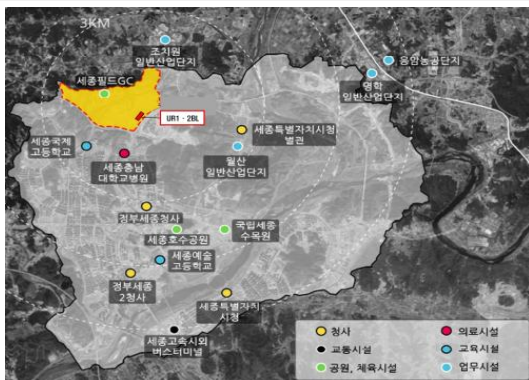 3KM
조치원
일반산업단지
응암농공단지
명학
일반산업단지
세종필드GC
UR1 · 2BL
세종특별자치시청
별관
세종국제
고등학교
세종충남
대학교병원
월산
일반산업단지
정부세종청사
세종호수공원
국립세종
수목원
세종예술
고등학교
정부세종
2청사
세종특별자치
시청
세종고속시외
버스터미널
청사
의료시설
교통시설
교육시설
공원, 체육시설
업무시설